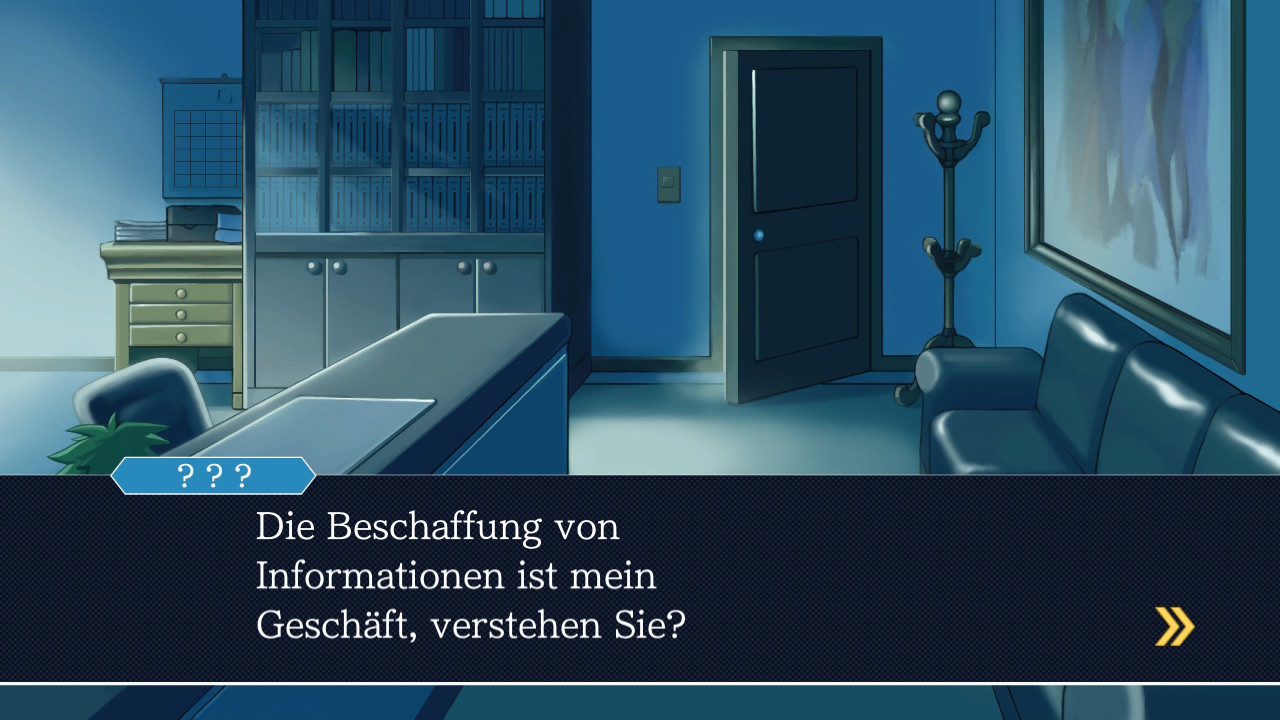 ? ? ?
Die Beschaffung von
Informationen ist mein
Geschäft, verstehen Sie?